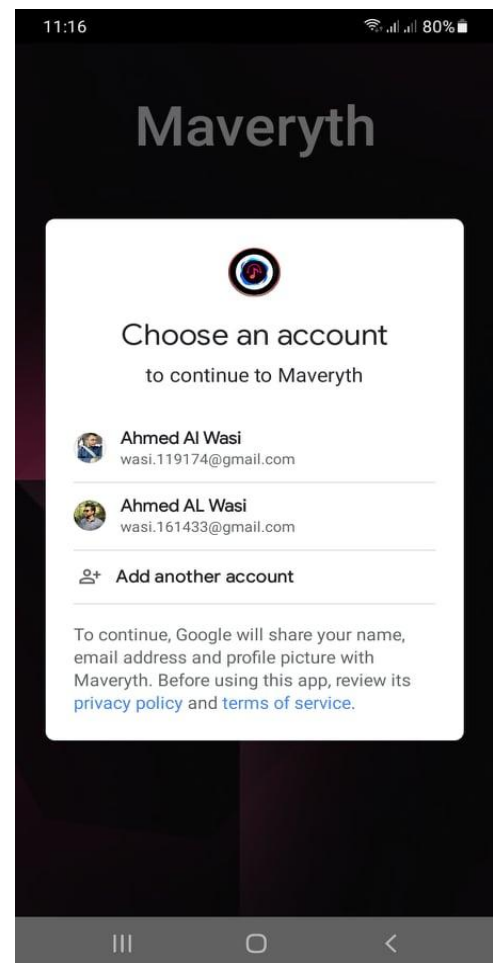 11:16
80%
Maveryth
Choose an account
to continue to Maveryth
Ahmed Al Wasi
wasi.119174@gmail.com
Ahmed AL Wasi
wasi.161433@gmail.com
Add another account
To continue, Google will share your name,
email address and profile picture with
Maveryth. Before using this app, review its
privacy policy and terms of service.